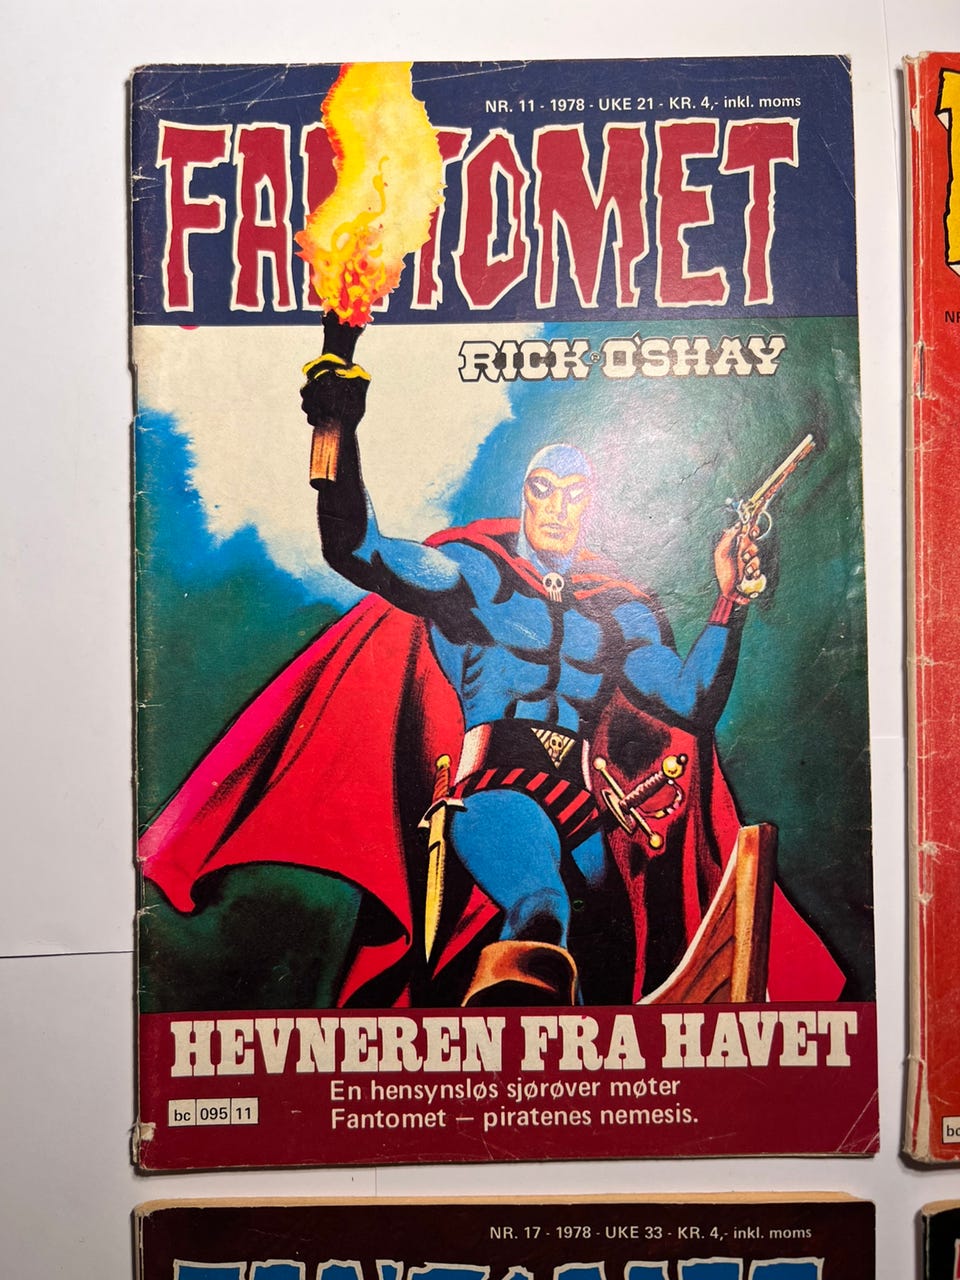 NR. 11 - 1978 - UKE 21 - KR. 4,- inkl. moms
FANTOMET
RICK O'SHAY
HEVNEREN FRA HAVET
En hensynsløs sjørøver møter
Fantomet — piratenes nemesis.
bc 095 11
NR. 17 - 1978 - UKE 33 - KR. 4,- inkl. moms
FANTOMET